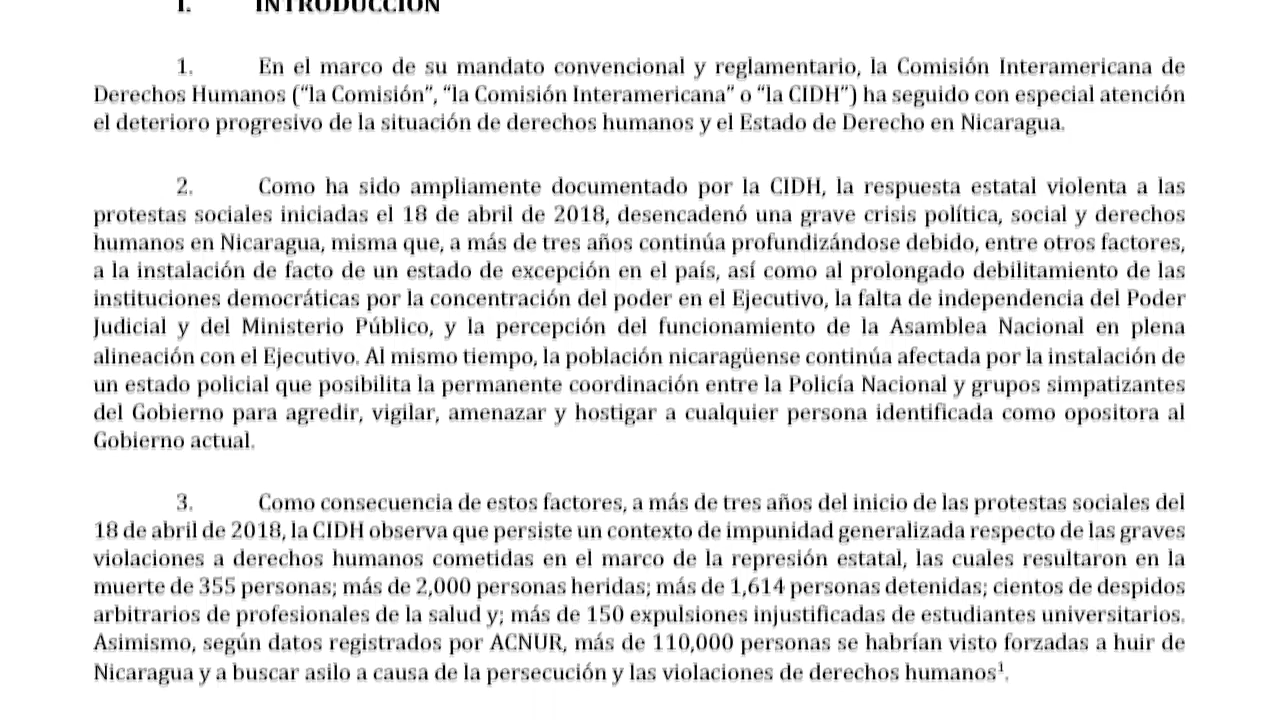 I. INTRODUCCIÓN
1. En el marco de su mandato convencional y reglamentario, la Comisión Interamericana de
Derechos Humanos (“la Comisión”, “la Comisión Interamericana” o “la CIDH”) ha seguido con especial atención
el deterioro progresivo de la situación de derechos humanos y el Estado de Derecho en Nicaragua.
2. Como ha sido ampliamente documentado por la CIDH, la respuesta estatal violenta a las
protestas sociales iniciadas el 18 de abril de 2018, desencadenó una grave crisis política, social y derechos
humanos en Nicaragua, misma que, a más de tres años continúa profundizándose debido, entre otros factores,
a la instalación de facto de un estado de excepción en el país, así como al prolongado debilitamiento de las
instituciones democráticas por la concentración del poder en el Ejecutivo, la falta de independencia del Poder
Judicial y del Ministerio Público, y la percepción del funcionamiento de la Asamblea Nacional en plena
alineación con el Ejecutivo. Al mismo tiempo, la población nicaragüense continúa afectada por la instalación de
un estado policial que posibilita la permanente coordinación entre la Policía Nacional y grupos simpatizantes
del Gobierno para agredir, vigilar, amenazar y hostigar a cualquier persona identificada como opositora al
Gobierno actual.
3. Como consecuencia de estos factores, a más de tres años del inicio de las protestas sociales del
18 de abril de 2018, la CIDH observa que persiste un contexto de impunidad generalizada respecto de las graves
violaciones a derechos humanos cometidas en el marco de la represión estatal, las cuales resultaron en la
muerte de 355 personas; más de 2,000 personas heridas; más de 1,614 personas detenidas; cientos de despidos
arbitrarios de profesionales de la salud y; más de 150 expulsiones injustificadas de estudiantes universitarios.
Asimismo, según datos registrados por ACNUR, más de 110,000 personas se habrían visto forzadas a huir de
Nicaragua y a buscar asilo a causa de la persecución y las violaciones de derechos humanos¹.